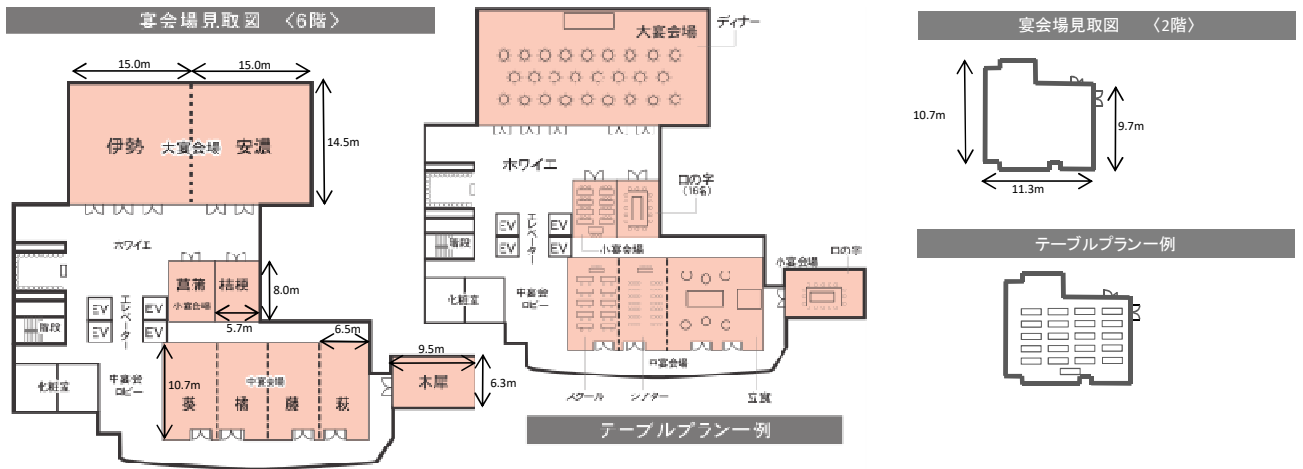 宴会場見取図 〈6階〉
15.0m
15.0m
伊勢
大宴会場
安濃
14.5m
ホワイエ
菖蒲
桔梗
小宴会場
8.0m
5.7m
EV
EV
エレベーター
EV
EV
階段
化粧室
中宴会
ロビー
6.5m
10.7m
中宴会場
葵
橘
藤
萩
9.5m
木犀
6.3m
大宴会場
ディナー
ホワイエ
口の字
(16名)
小宴会場
EV
EV
エレベーター
EV
EV
階段
化粧室
中宴会
ロビー
小宴会場
口の字
中宴会場
スクール
シアター
立食
テーブルプラン一例
宴会場見取図 〈2階〉
10.7m
9.7m
11.3m
テーブルプラン一例